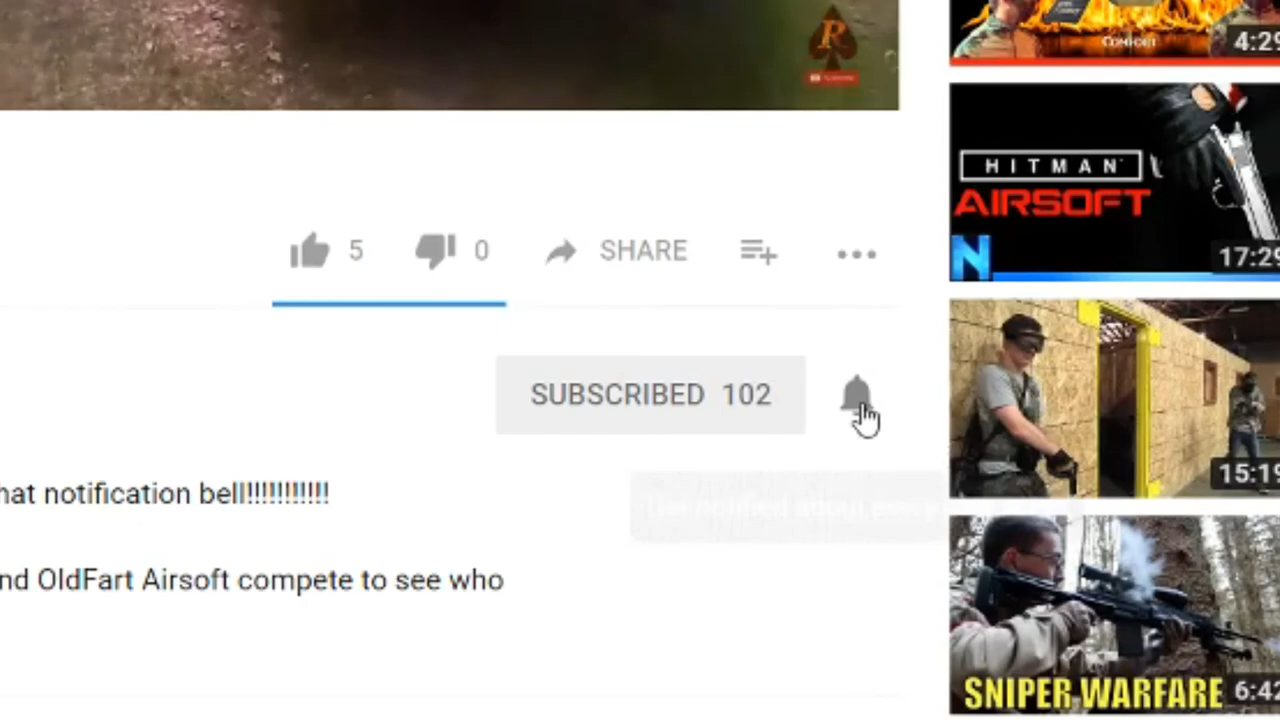 R
COMFORT
4:29
HITMAN
AIRSOFT
N
17:29
5
0
SHARE
SUBSCRIBED 102
15:19
hat notification bell!!!!!!!!!!!!
nd OldFart Airsoft compete to see who
SNIPER WARFARE
6:42